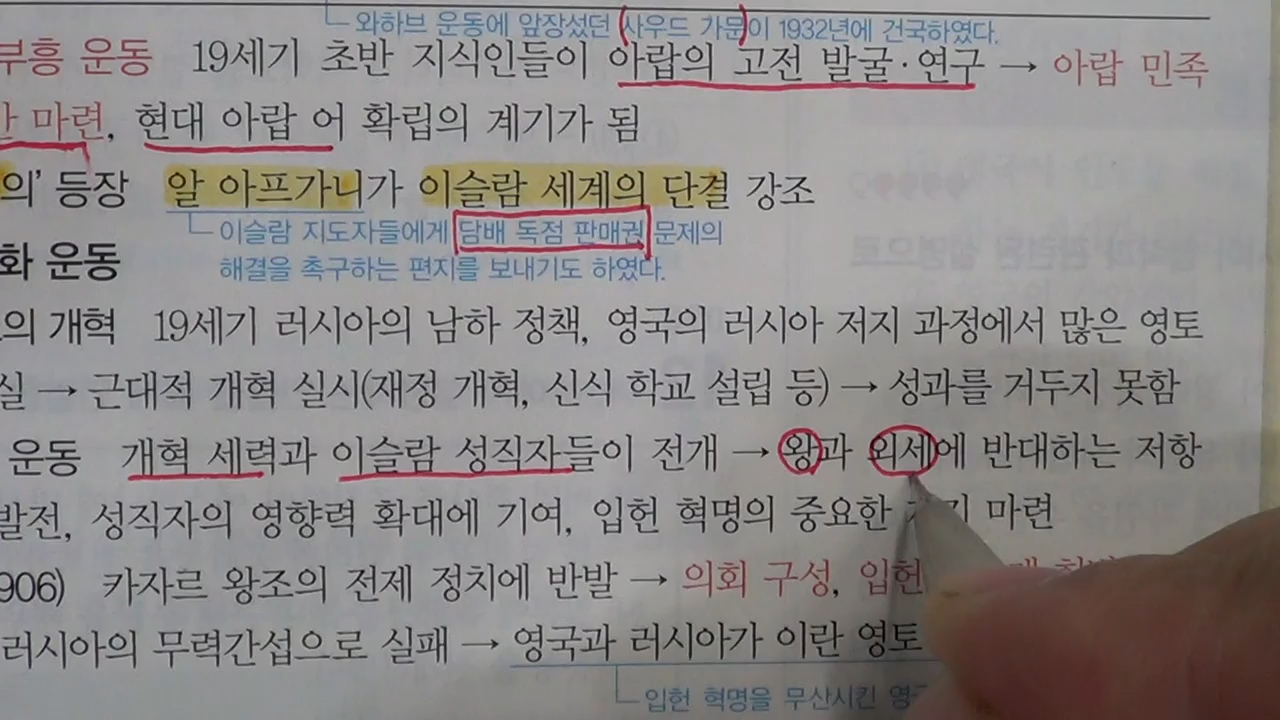 와하브 운동에 앞장섰던 사우드 가문이 1932년에 건국하였다.
부흥 운동 19세기 초반 지식인들이 아랍의 고전 발굴·연구 → 아랍 민족
마련, 현대 아랍 어 확립의 계기가 됨
의' 등장 알 아프가니가 이슬람 세계의 단결 강조
이슬람 지도자들에게 담배 독점 판매권 문제의
해결을 촉구하는 편지를 보내기도 하였다.
화 운동
의 개혁 19세기 러시아의 남하 정책, 영국의 러시아 저지 과정에서 많은 영토
실 → 근대적 개혁 실시(재정 개혁, 신식 학교 설립 등) → 성과를 거두지 못함
운동 개혁 세력과 이슬람 성직자들이 전개 → 왕과 외세에 반대하는 저항
발전, 성직자의 영향력 확대에 기여, 입헌 혁명의 중요한 마련
906) 카자르 왕조의 전제 정치에 반발 → 의회 구성, 입헌
러시아의 무력간섭으로 실패 → 영국과 러시아가 이란 영토
입헌 혁명을 무산시킨